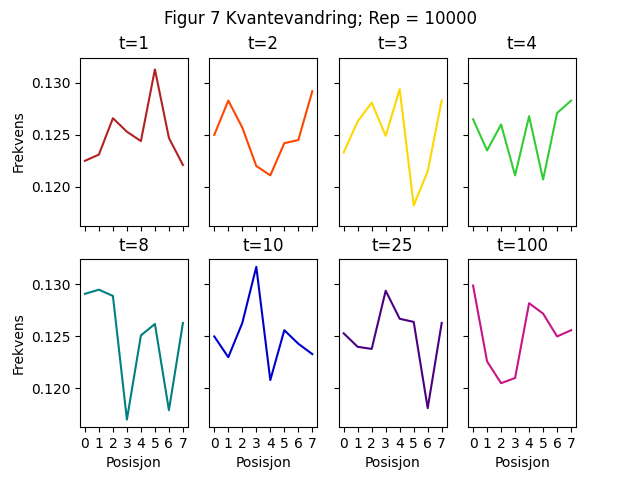 Figur 7 Kvantevandring; Rep = 10000
t=1
t=2
t=3
t=4
0.130
0.125
0.120
Frekvens
t=8
t=10
t=25
t=100
0.130
0.125
0.120
Frekvens
0 1 2 3 4 5 6 7
0 1 2 3 4 5 6 7
0 1 2 3 4 5 6 7
0 1 2 3 4 5 6 7
Posisjon
Posisjon
Posisjon
Posisjon